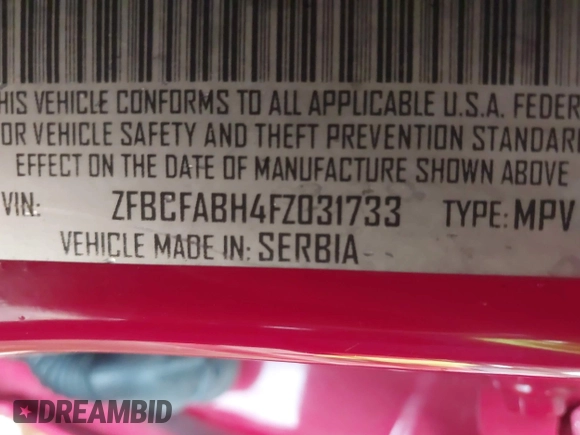 THIS VEHICLE CONFORMS TO ALL APPLICABLE U.S.A. FEDER
OR VEHICLE SAFETY AND THEFT PREVENTION STANDAR
EFFECT ON THE DATE OF MANUFACTURE SHOWN ABOVE
VIN: ZFBCFABH4FZ031733 TYPE: MPV
VEHICLE MADE IN: SERBIA
DREAMBID